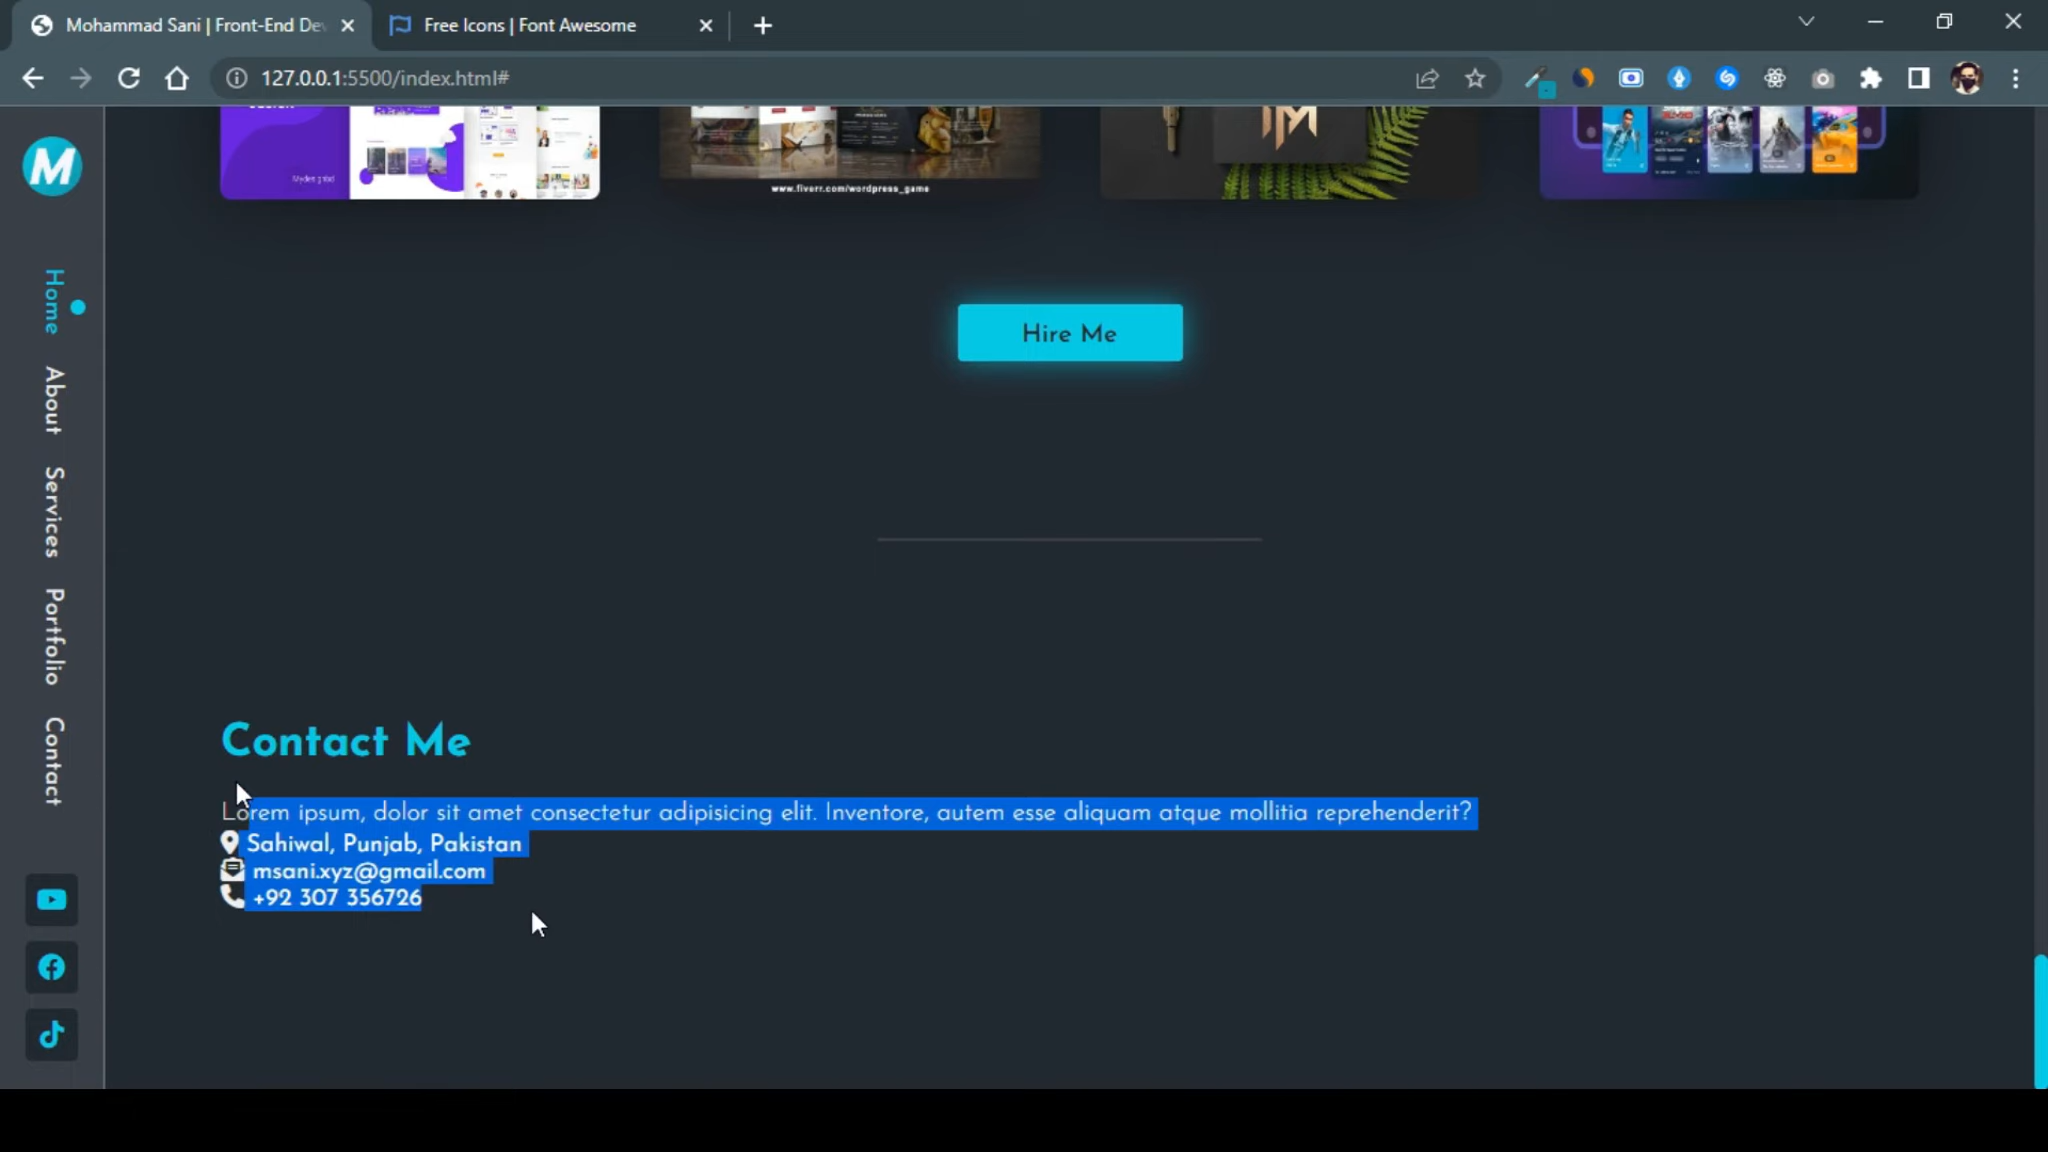 Mohammad Sani | Front-End Dev
Free Icons | Font Awesome
127.0.0.1:5500/index.html#
M
Home
About
Services
Portfolio
Contact
www.fiverr.com/wordpress_game
Hire Me
Contact Me
Lorem ipsum, dolor sit amet consectetur adipisicing elit. Inventore, autem esse aliquam atque mollitia reprehenderit?
Sahiwal, Punjab, Pakistan
msani.xyz@gmail.com
+92 307 356726